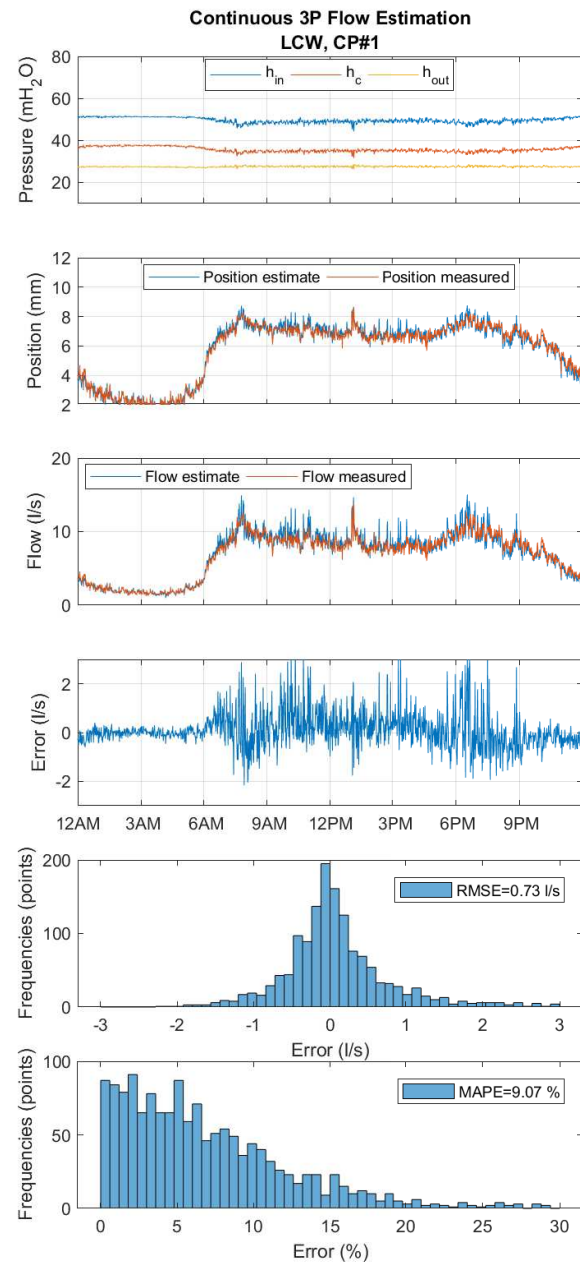 Continuous 3P Flow Estimation
LCW, CP#1
h_in h_c h_out
80
60
40
20
Pressure (mH_2O)
Position estimate Position measured
12
10
8
6
4
2
Position (mm)
Flow estimate Flow measured
20
10
0
Flow (l/s)
2
0
-2
Error (l/s)
12AM 3AM 6AM 9AM 12PM 3PM 6PM 9PM
200
100
0
Frequencies (points)
RMSE=0.73 l/s
-3 -2 -1 0 1 2 3
Error (l/s)
100
50
0
Frequencies (points)
MAPE=9.07 %
0 5 10 15 20 25 30
Error (%)